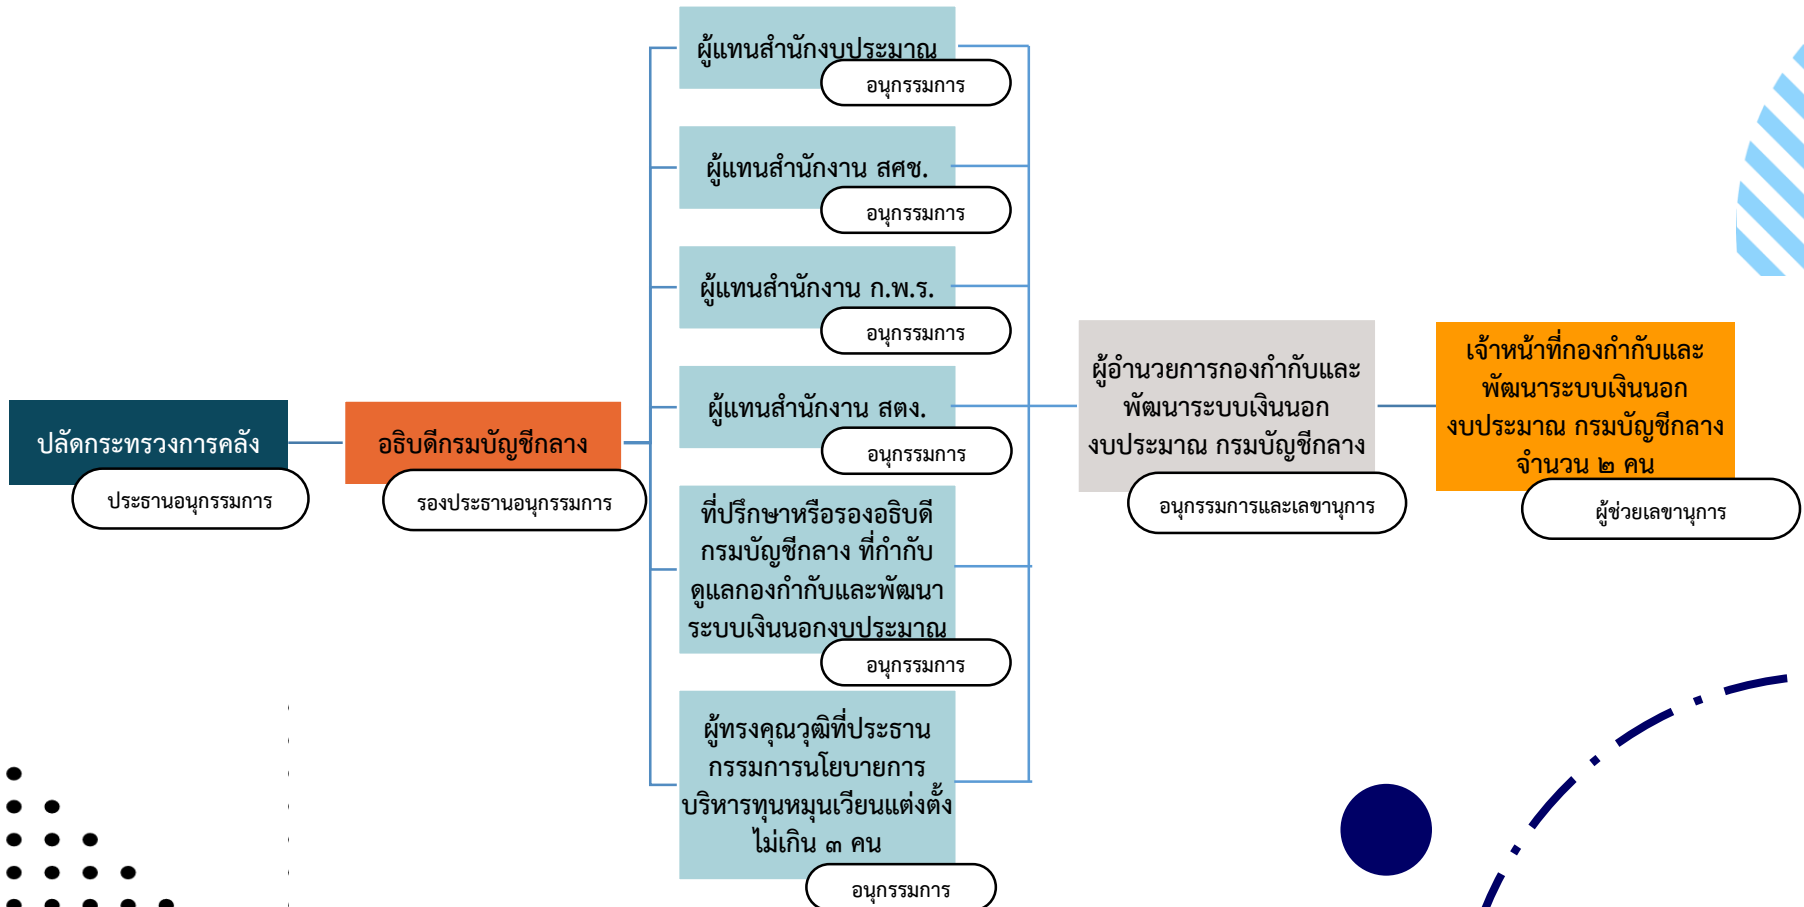 ปลัดกระทรวงการคลัง
ประธานอนุกรรมการ
อธิบดีกรมบัญชีกลาง
รองประธานอนุกรรมการ
ผู้แทนสำนักงบประมาณ
อนุกรรมการ
ผู้แทนสำนักงาน สศช.
อนุกรรมการ
ผู้แทนสำนักงาน ก.พ.ร.
อนุกรรมการ
ผู้แทนสำนักงาน สตง.
อนุกรรมการ
ที่ปรึกษาหรือรองอธิบดี
กรมบัญชีกลาง ที่กำกับ
ดูแลกองกำกับและพัฒนา
ระบบเงินนอกงบประมาณ
อนุกรรมการ
ผู้ทรงคุณวุฒิที่ประธาน
กรรมการนโยบายการ
บริหารทุนหมุนเวียนแต่งตั้ง
ไม่เกิน ๓ คน
อนุกรรมการ
ผู้อำนวยการกองกำกับและ
พัฒนาระบบเงินนอก
งบประมาณ กรมบัญชีกลาง
อนุกรรมการและเลขานุการ
เจ้าหน้าที่กองกำกับและ
พัฒนาระบบเงินนอก
งบประมาณ กรมบัญชีกลาง
จำนวน ๒ คน
ผู้ช่วยเลขานุการ